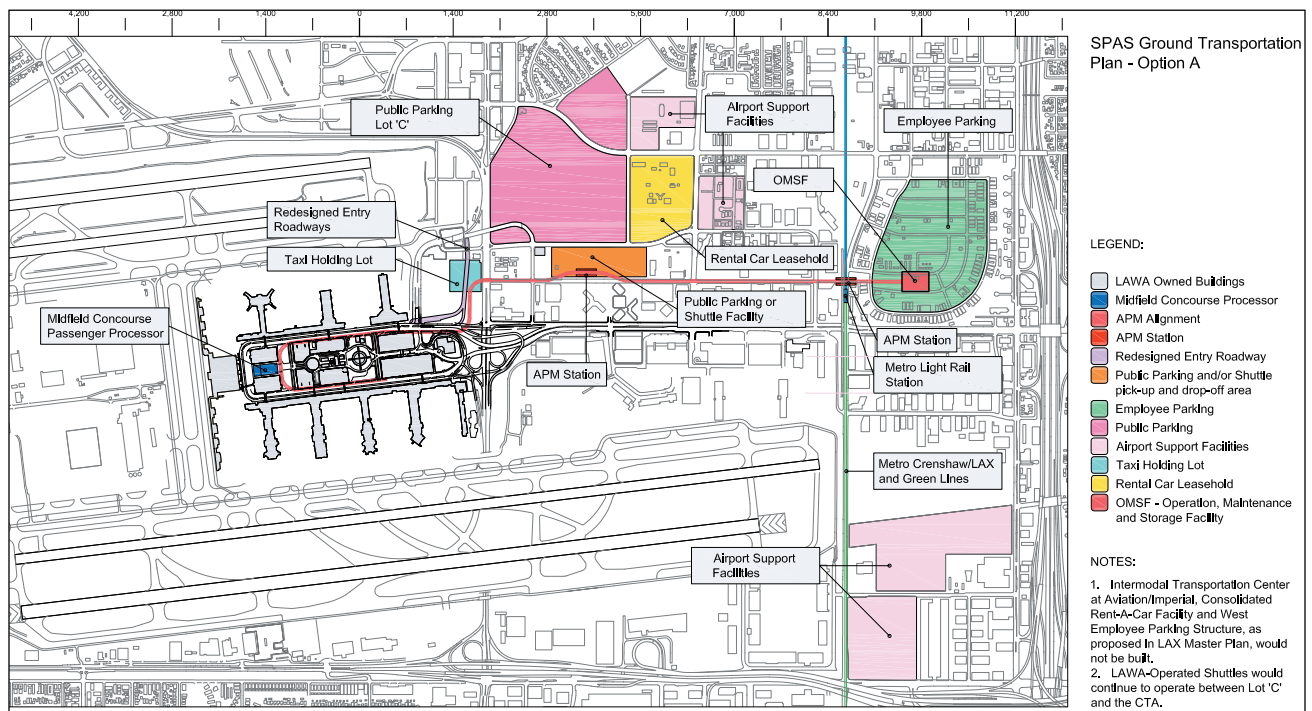 4,200 2,800 1,400 0 1,400 2,800 5,600 7,000 8,400 9,800 11,200
SPAS Ground Transportation
Plan - Option A
Public Parking
Lot 'C'
Airport Support
Facilities
Employee Parking
OMSF
Redesigned Entry
Roadways
Taxi Holding Lot
Rental Car Leasehold
Public Parking or
Shuttle Facility
Midfield Concourse
Passenger Processor
APM Station
APM Station
Metro Light Rail
Station
Metro Crenshaw/LAX
and Green Lines
Airport Support
Facilities
LEGEND:
LAWA Owned Buildings
Midfield Concourse Processor
APM Alignment
APM Station
Redesigned Entry Roadway
Public Parking and/or Shuttle
pick-up and drop-off area
Employee Parking
Public Parking
Airport Support Facilities
Taxi Holding Lot
Rental Car Leasehold
OMSF - Operation, Maintenance
and Storage Facility
NOTES:
1. Intermodal Transportation Center
at Aviation/Imperial, Consolidated
Rent-A-Car Facility and West
Employee Parking Structure, as
proposed in LAX Master Plan, would
not be built.
2. LAWA-Operated Shuttles would
continue to operate between Lot 'C'
and the CTA.